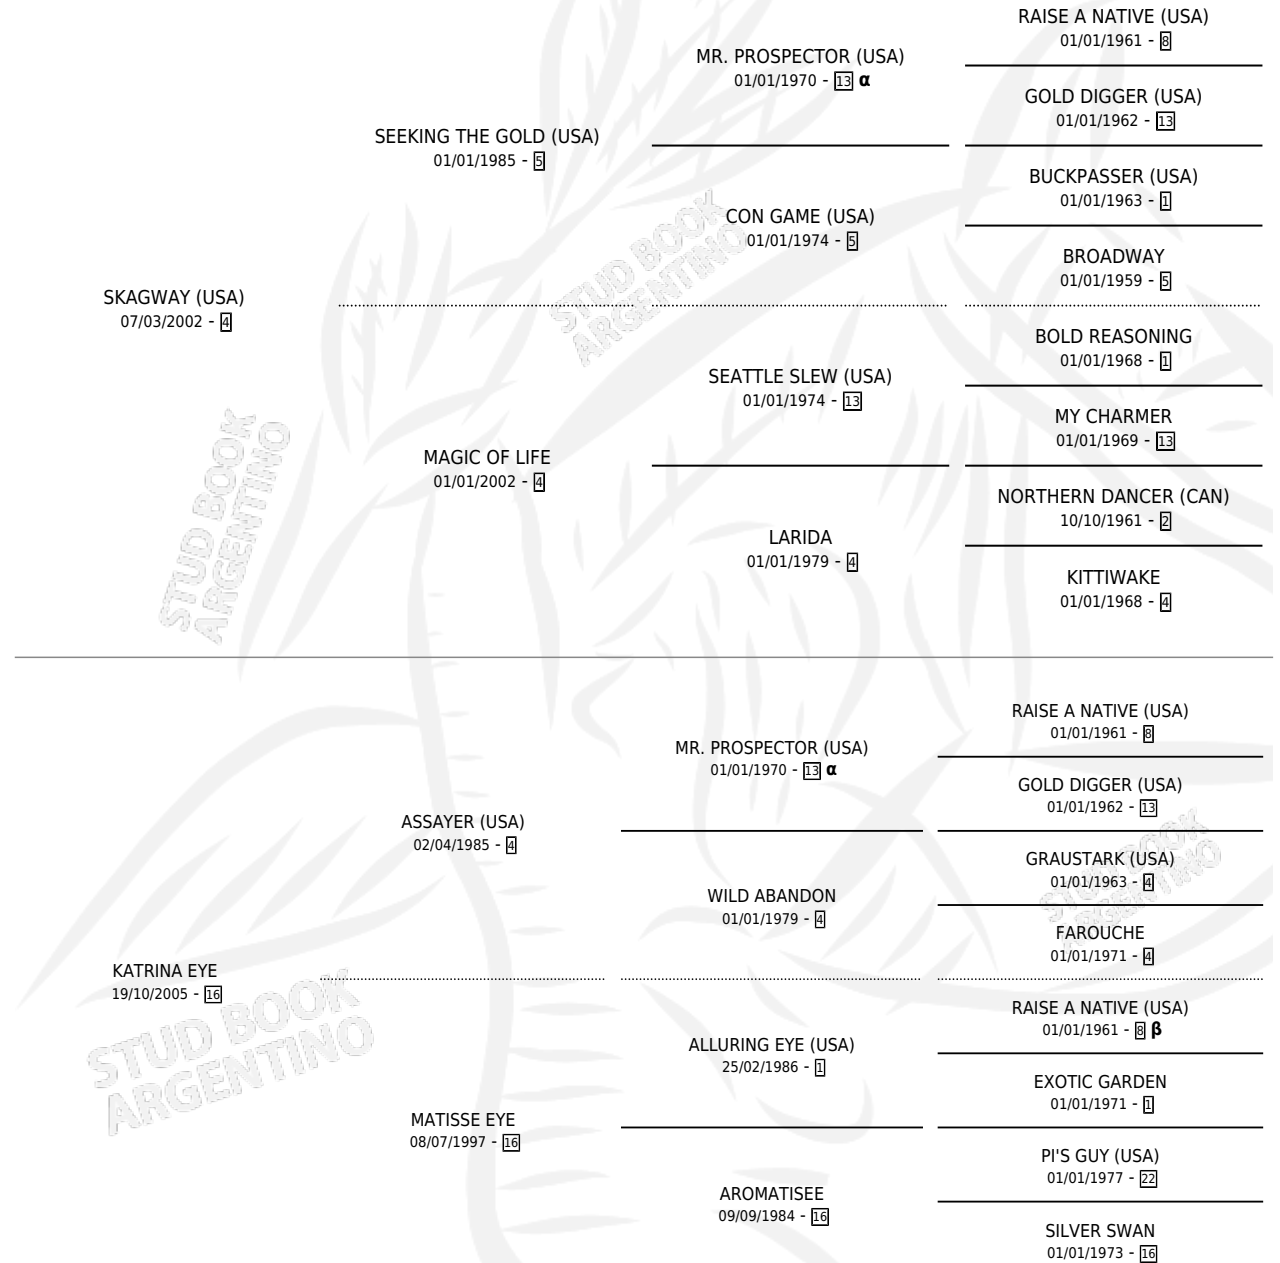 RAISE A NATIVE (USA)
01/01/1961 - 8
MR. PROSPECTOR (USA)
01/01/1970 - 13 α
GOLD DIGGER (USA)
01/01/1962 - 13
SEEKING THE GOLD (USA)
01/01/1985 - 5
BUCKPASSER (USA)
01/01/1963 - 1
CON GAME (USA)
01/01/1974 - 5
BROADWAY
01/01/1959 - 5
SKAGWAY (USA)
07/03/2002 - 4
BOLD REASONING
01/01/1968 - 1
SEATTLE SLEW (USA)
01/01/1974 - 13
MY CHARMER
01/01/1969 - 13
MAGIC OF LIFE
01/01/2002 - 4
NORTHERN DANCER (CAN)
10/10/1961 - 2
LARIDA
01/01/1979 - 4
KITTIWAKE
01/01/1968 - 4
STUD BOOK
ARGENTINO
STUD BOOK
ARGENTINO
RAISE A NATIVE (USA)
01/01/1961 - 8
MR. PROSPECTOR (USA)
01/01/1970 - 13 α
GOLD DIGGER (USA)
01/01/1962 - 13
ASSAYER (USA)
02/04/1985 - 4
GRAUSTARK (USA)
01/01/1963 - 4
WILD ABANDON
01/01/1979 - 4
FAROUCHE
01/01/1971 - 4
KATRINA EYE
19/10/2005 - 16
RAISE A NATIVE (USA)
01/01/1961 - 8 β
ALLURING EYE (USA)
25/02/1986 - 1
EXOTIC GARDEN
01/01/1971 - 1
MATISSE EYE
08/07/1997 - 16
PI'S GUY (USA)
01/01/1977 - 22
AROMATISEE
09/09/1984 - 16
SILVER SWAN
01/01/1973 - 16
STUD BOOK
ARGENTINO
STUD BOOK
ARGENTINO